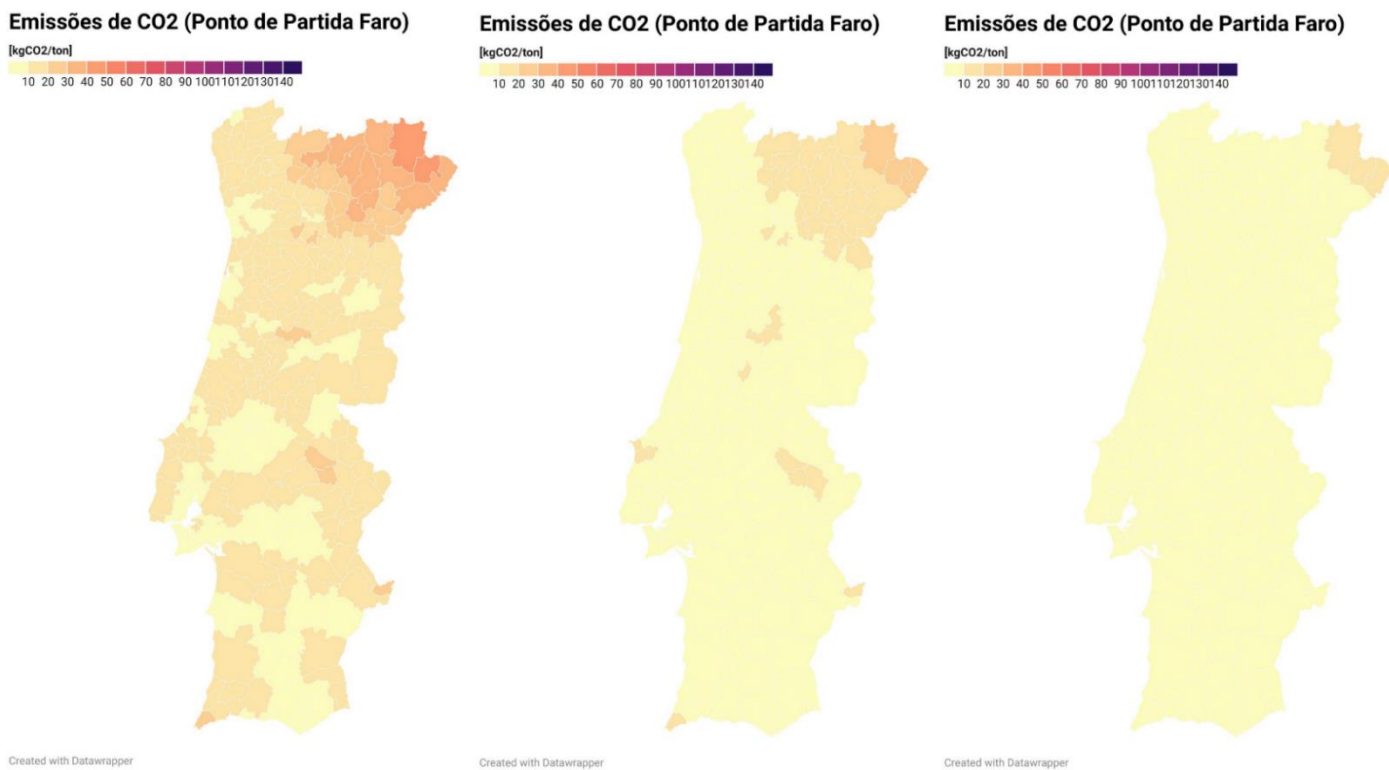 Emissões de CO2 (Ponto de Partida Faro)
[kgCO2/ton]
10 20 30 40 50 60 70 80 90 100110120130140
Created with Datawrapper
Emissões de CO2 (Ponto de Partida Faro)
[kgCO2/ton]
10 20 30 40 50 60 70 80 90 100110120130140
Created with Datawrapper
Emissões de CO2 (Ponto de Partida Faro)
[kgCO2/ton]
10 20 30 40 50 60 70 80 90 100110120130140
Created with Datawrapper